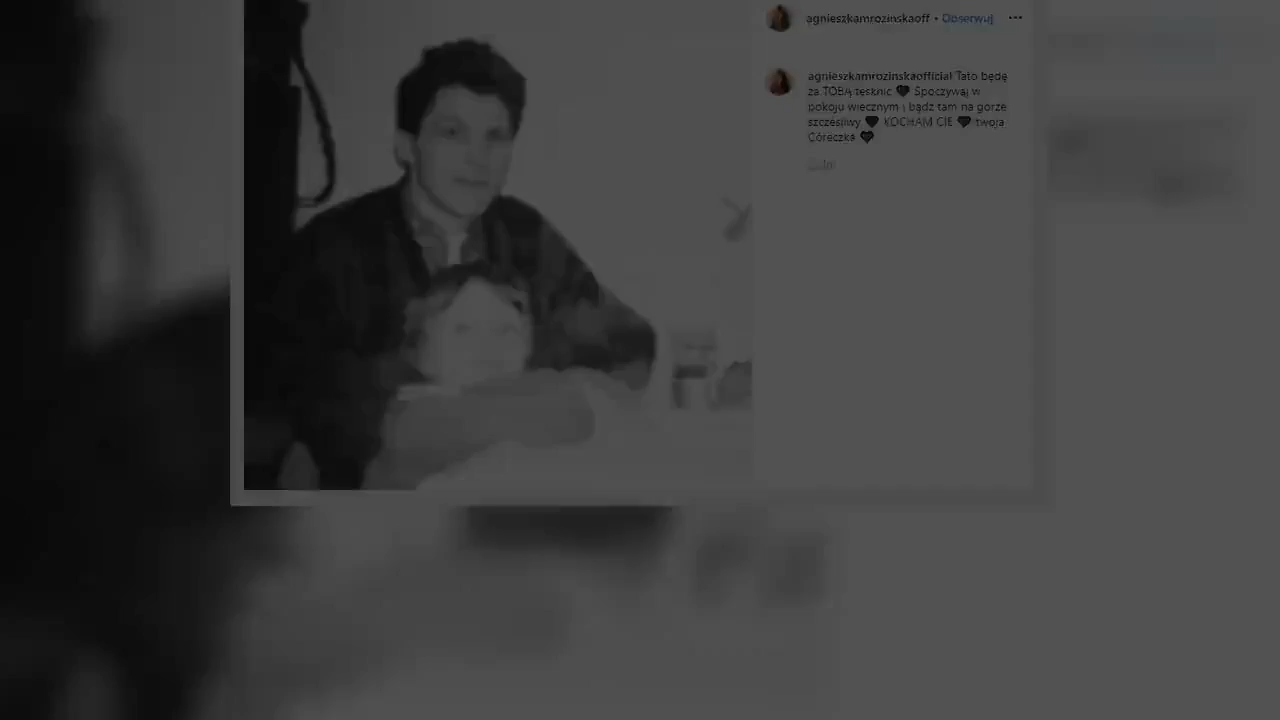 agnieszkamrozinskaoff • Obserwuj
agnieszkamrozinskaofficial Tato będę
za TOBĄ tesknic 🖤 Spoczywaj w
pokoju wiecznym i bądz tam na gorze
szczesliwy 🖤 KOCHAM CIE 🖤 twoja
Córeczka 🖤